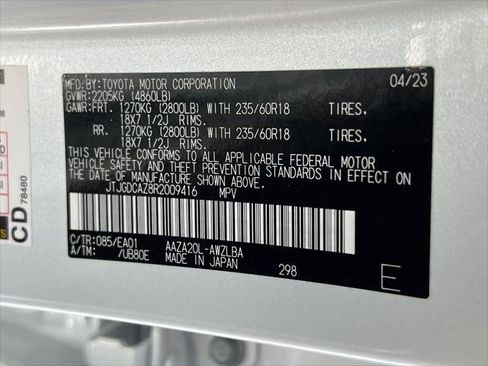 MFD.BY:TOYOTA MOTOR CORPORATION 04/23
GVWR:2205KG (4860LB)
GAWR:FRT. 1270KG (2800LB) WITH 235/60R18 TIRES.
18X7 1/2J RIMS.
RR. 1270KG (2800LB) WITH 235/60R18 TIRES.
18X7 1/2J RIMS.
THIS VEHICLE CONFORMS TO ALL APPLICABLE FEDERAL MOTOR
VEHICLE SAFETY AND THEFT PREVENTION STANDARDS IN EFFECT ON
THE DATE OF MANUFACTURE SHOWN ABOVE.
JTJGDCAZ8R2009416 MPV
C/TR:085/EA01 AAZA20L-AWZLBA
A/TM: /UB80E MADE IN JAPAN 298
E
CD
78480